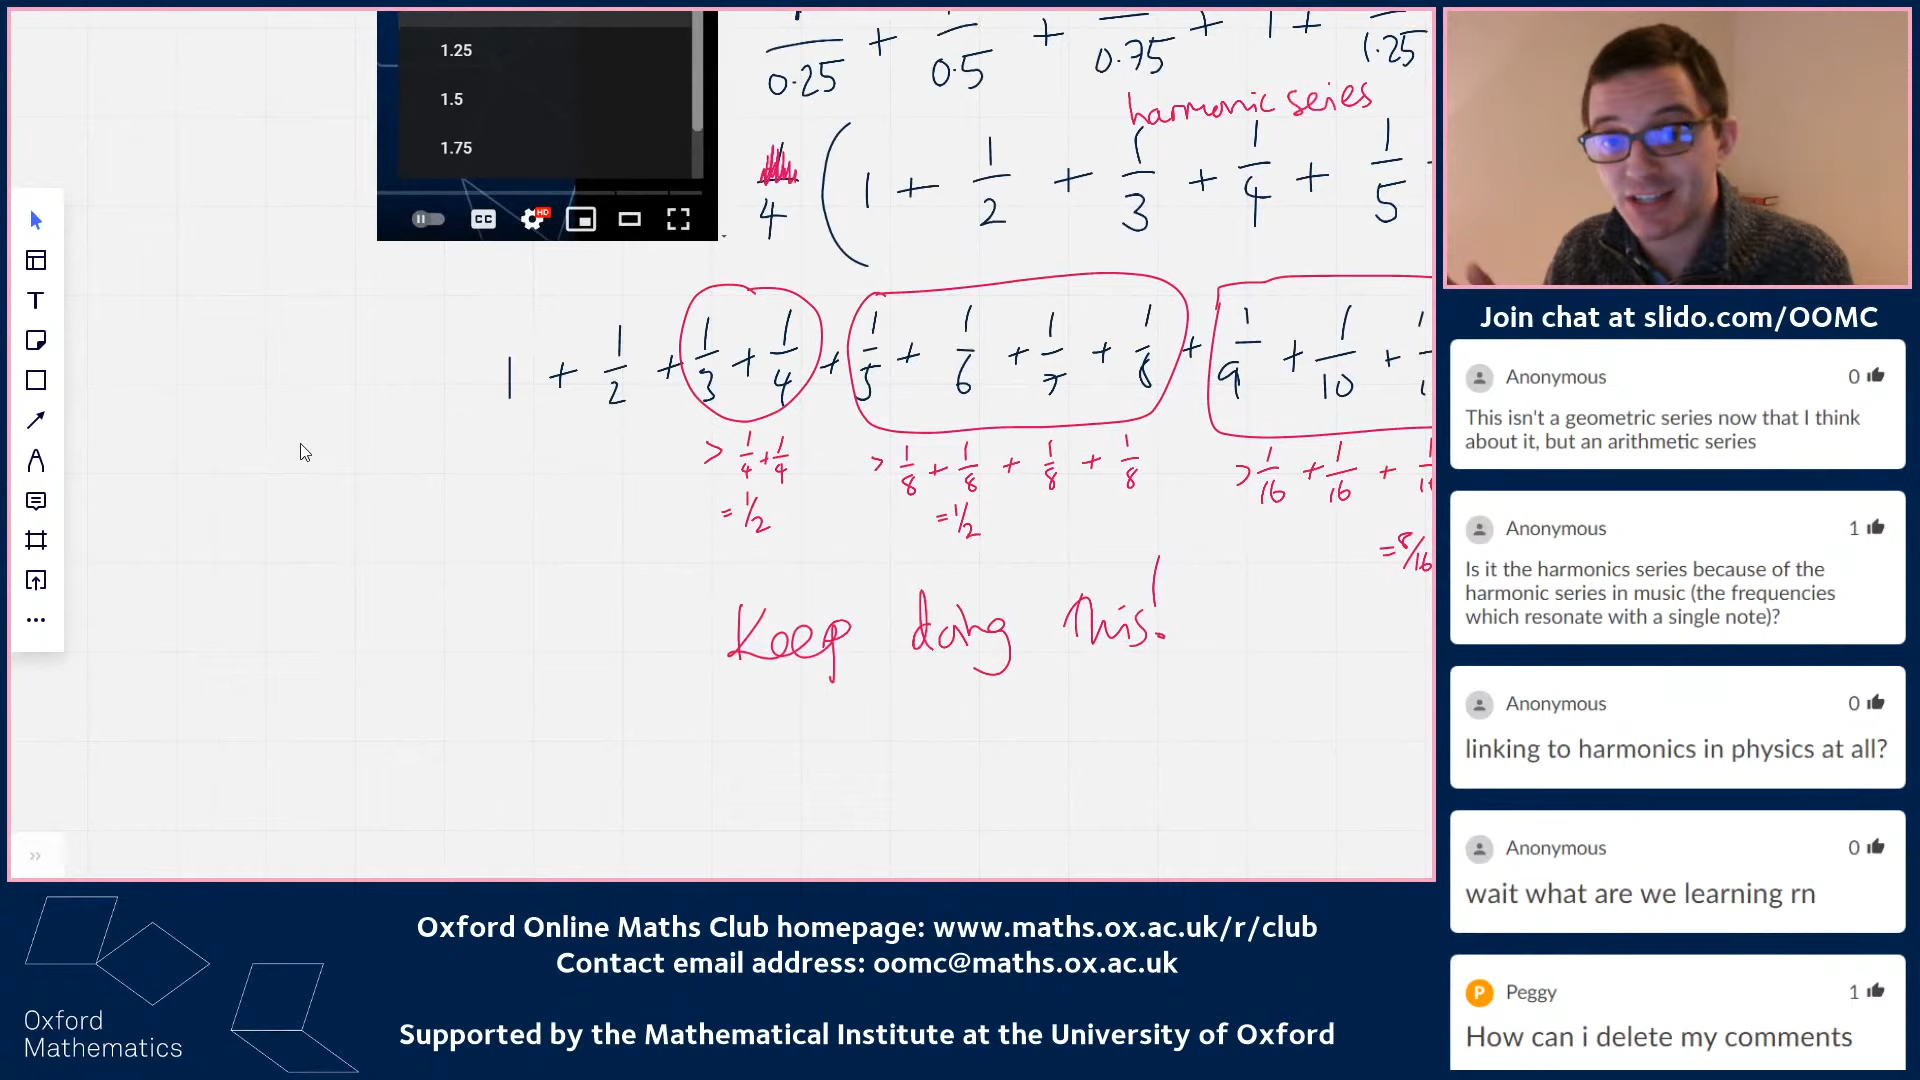 1.25
1.5
1.75
CC
HD
0.25 + 0.5 + 0.75 + 1 + 1.25
harmonic series
4 ( 1 + 1/2 + 1/3 + 1/4 + 1/5
1 + 1/2 + 1/3 + 1/4 + 1/5 + 1/6 + 1/7 + 1/8 + 1/9 + 1/10 +
> 1/4 + 1/4
= 1/2
> 1/8 + 1/8 + 1/8 + 1/8
= 1/2
> 1/16 + 1/16 +
= 8/16
Keep doing this!
T
Join chat at slido.com/OOMC
Anonymous 0
This isn't a geometric series now that I think
about it, but an arithmetic series
Anonymous 1
Is it the harmonics series because of the
harmonic series in music (the frequencies
which resonate with a single note)?
Anonymous 0
linking to harmonics in physics at all?
Anonymous 0
wait what are we learning rn
P Peggy 1
How can i delete my comments
Oxford
Mathematics
Oxford Online Maths Club homepage: www.maths.ox.ac.uk/r/club
Contact email address: oomc@maths.ox.ac.uk
Supported by the Mathematical Institute at the University of Oxford